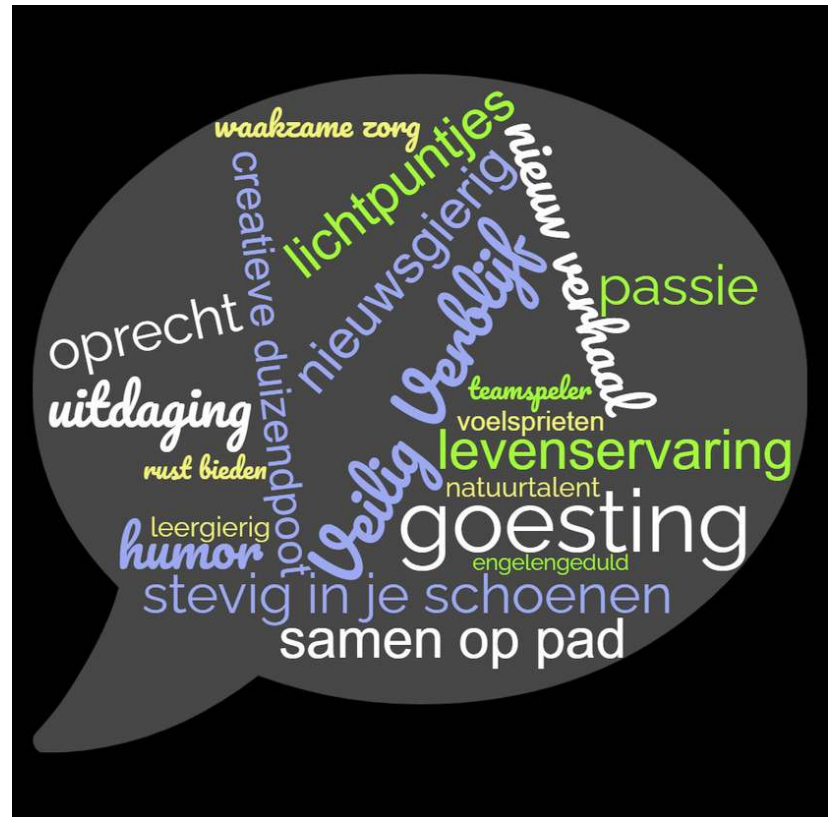 waakzame zorg
lichtpuntjes
nieuw verhaal
creatieve duizendpoot
nieuwsgierig
Veilig Verblijf
passie
oprecht
uitdaging
teamspeler
voelsprieten
levenservaring
rust bieden
natuurtalent
goesting
leergierig
humor
engelengeduld
stevig in je schoenen
samen op pad